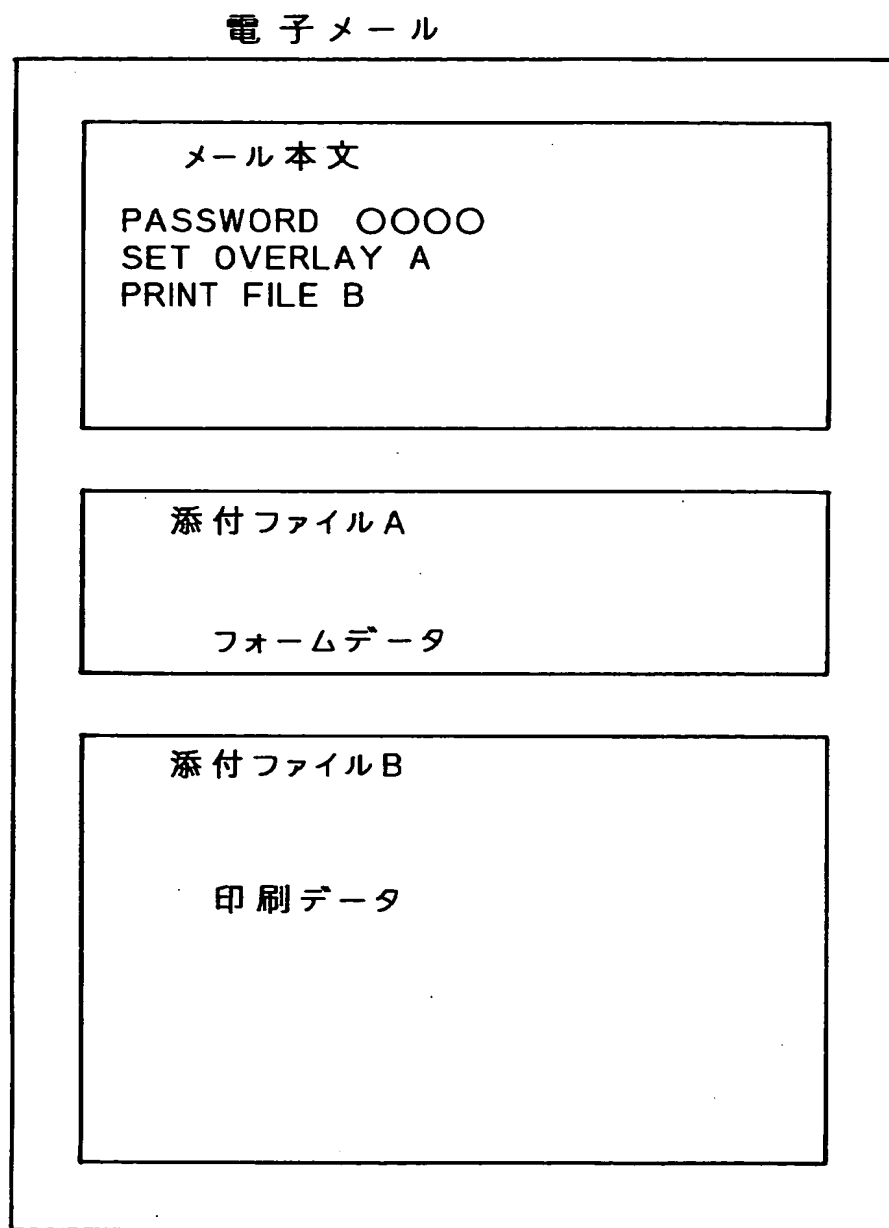 電子メール
メール本文
PASSWORD ○○○○
SET OVERLAY A
PRINT FILE B
添付ファイルA
フォームデータ
添付ファイルB
印刷データ